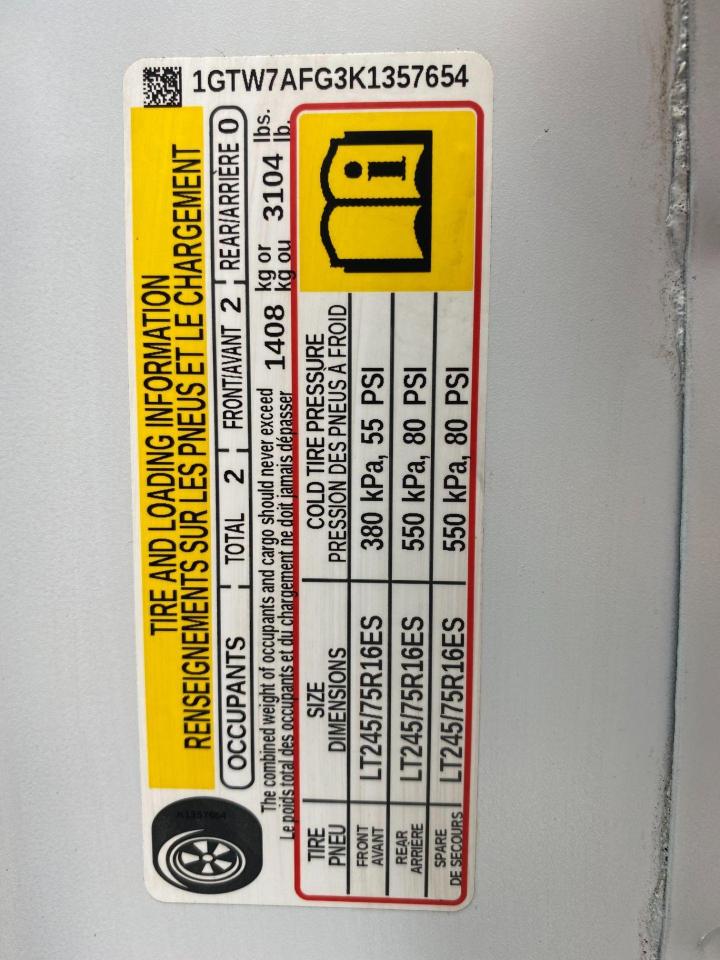 1GTW7AFG3K1357654
TIRE AND LOADING INFORMATION
RENSEIGNEMENTS SUR LES PNEUS ET LE CHARGEMENT
OCCUPANTS TOTAL 2 FRONT/AVANT 2 REAR/ARRIÈRE 0
The combined weight of occupants and cargo should never exceed 1408 kg or 3104 lbs.
Le poids total des occupants et du chargement ne doit jamais dépasser kg ou lb.
TIRE SIZE COLD TIRE PRESSURE
PNEU DIMENSIONS PRESSION DES PNEUS À FROID
FRONT
AVANT LT245/75R16ES 380 kPa, 55 PSI
REAR
ARRIÈRE LT245/75R16ES 550 kPa, 80 PSI
SPARE
DE SECOURS LT245/75R16ES 550 kPa, 80 PSI